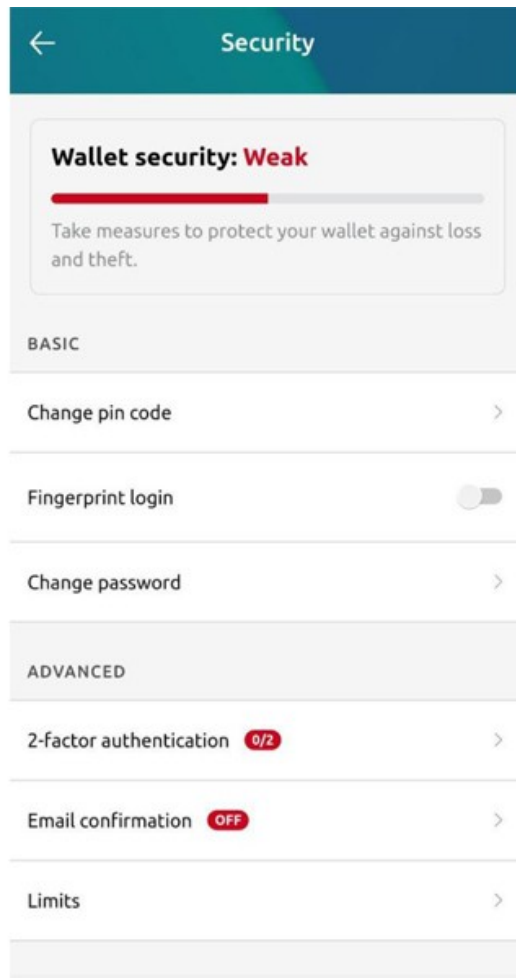 Security
Wallet security: Weak
Take measures to protect your wallet against loss
and theft.
BASIC
Change pin code
Fingerprint login
Change password
ADVANCED
2-factor authentication 0/2
Email confirmation OFF
Limits